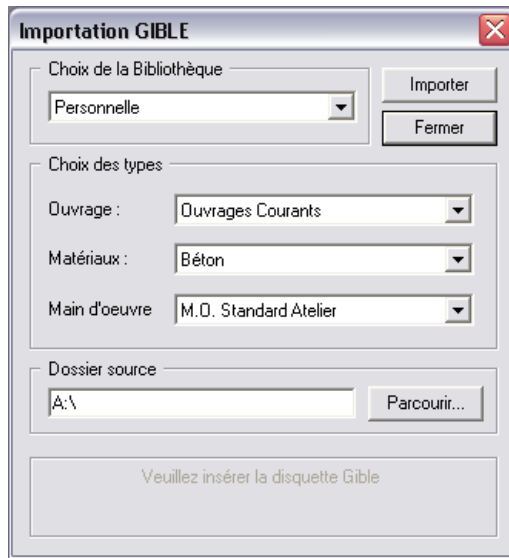 Importation GIBLE
Choix de la Bibliothèque
Personnelle
Importer
Fermer
Choix des types
Ouvrage :
Ouvrages Courants
Matériaux :
Béton
Main d'oeuvre
M.O. Standard Atelier
Dossier source
A:\
Parcourir...
Veuillez insérer la disquette Gible